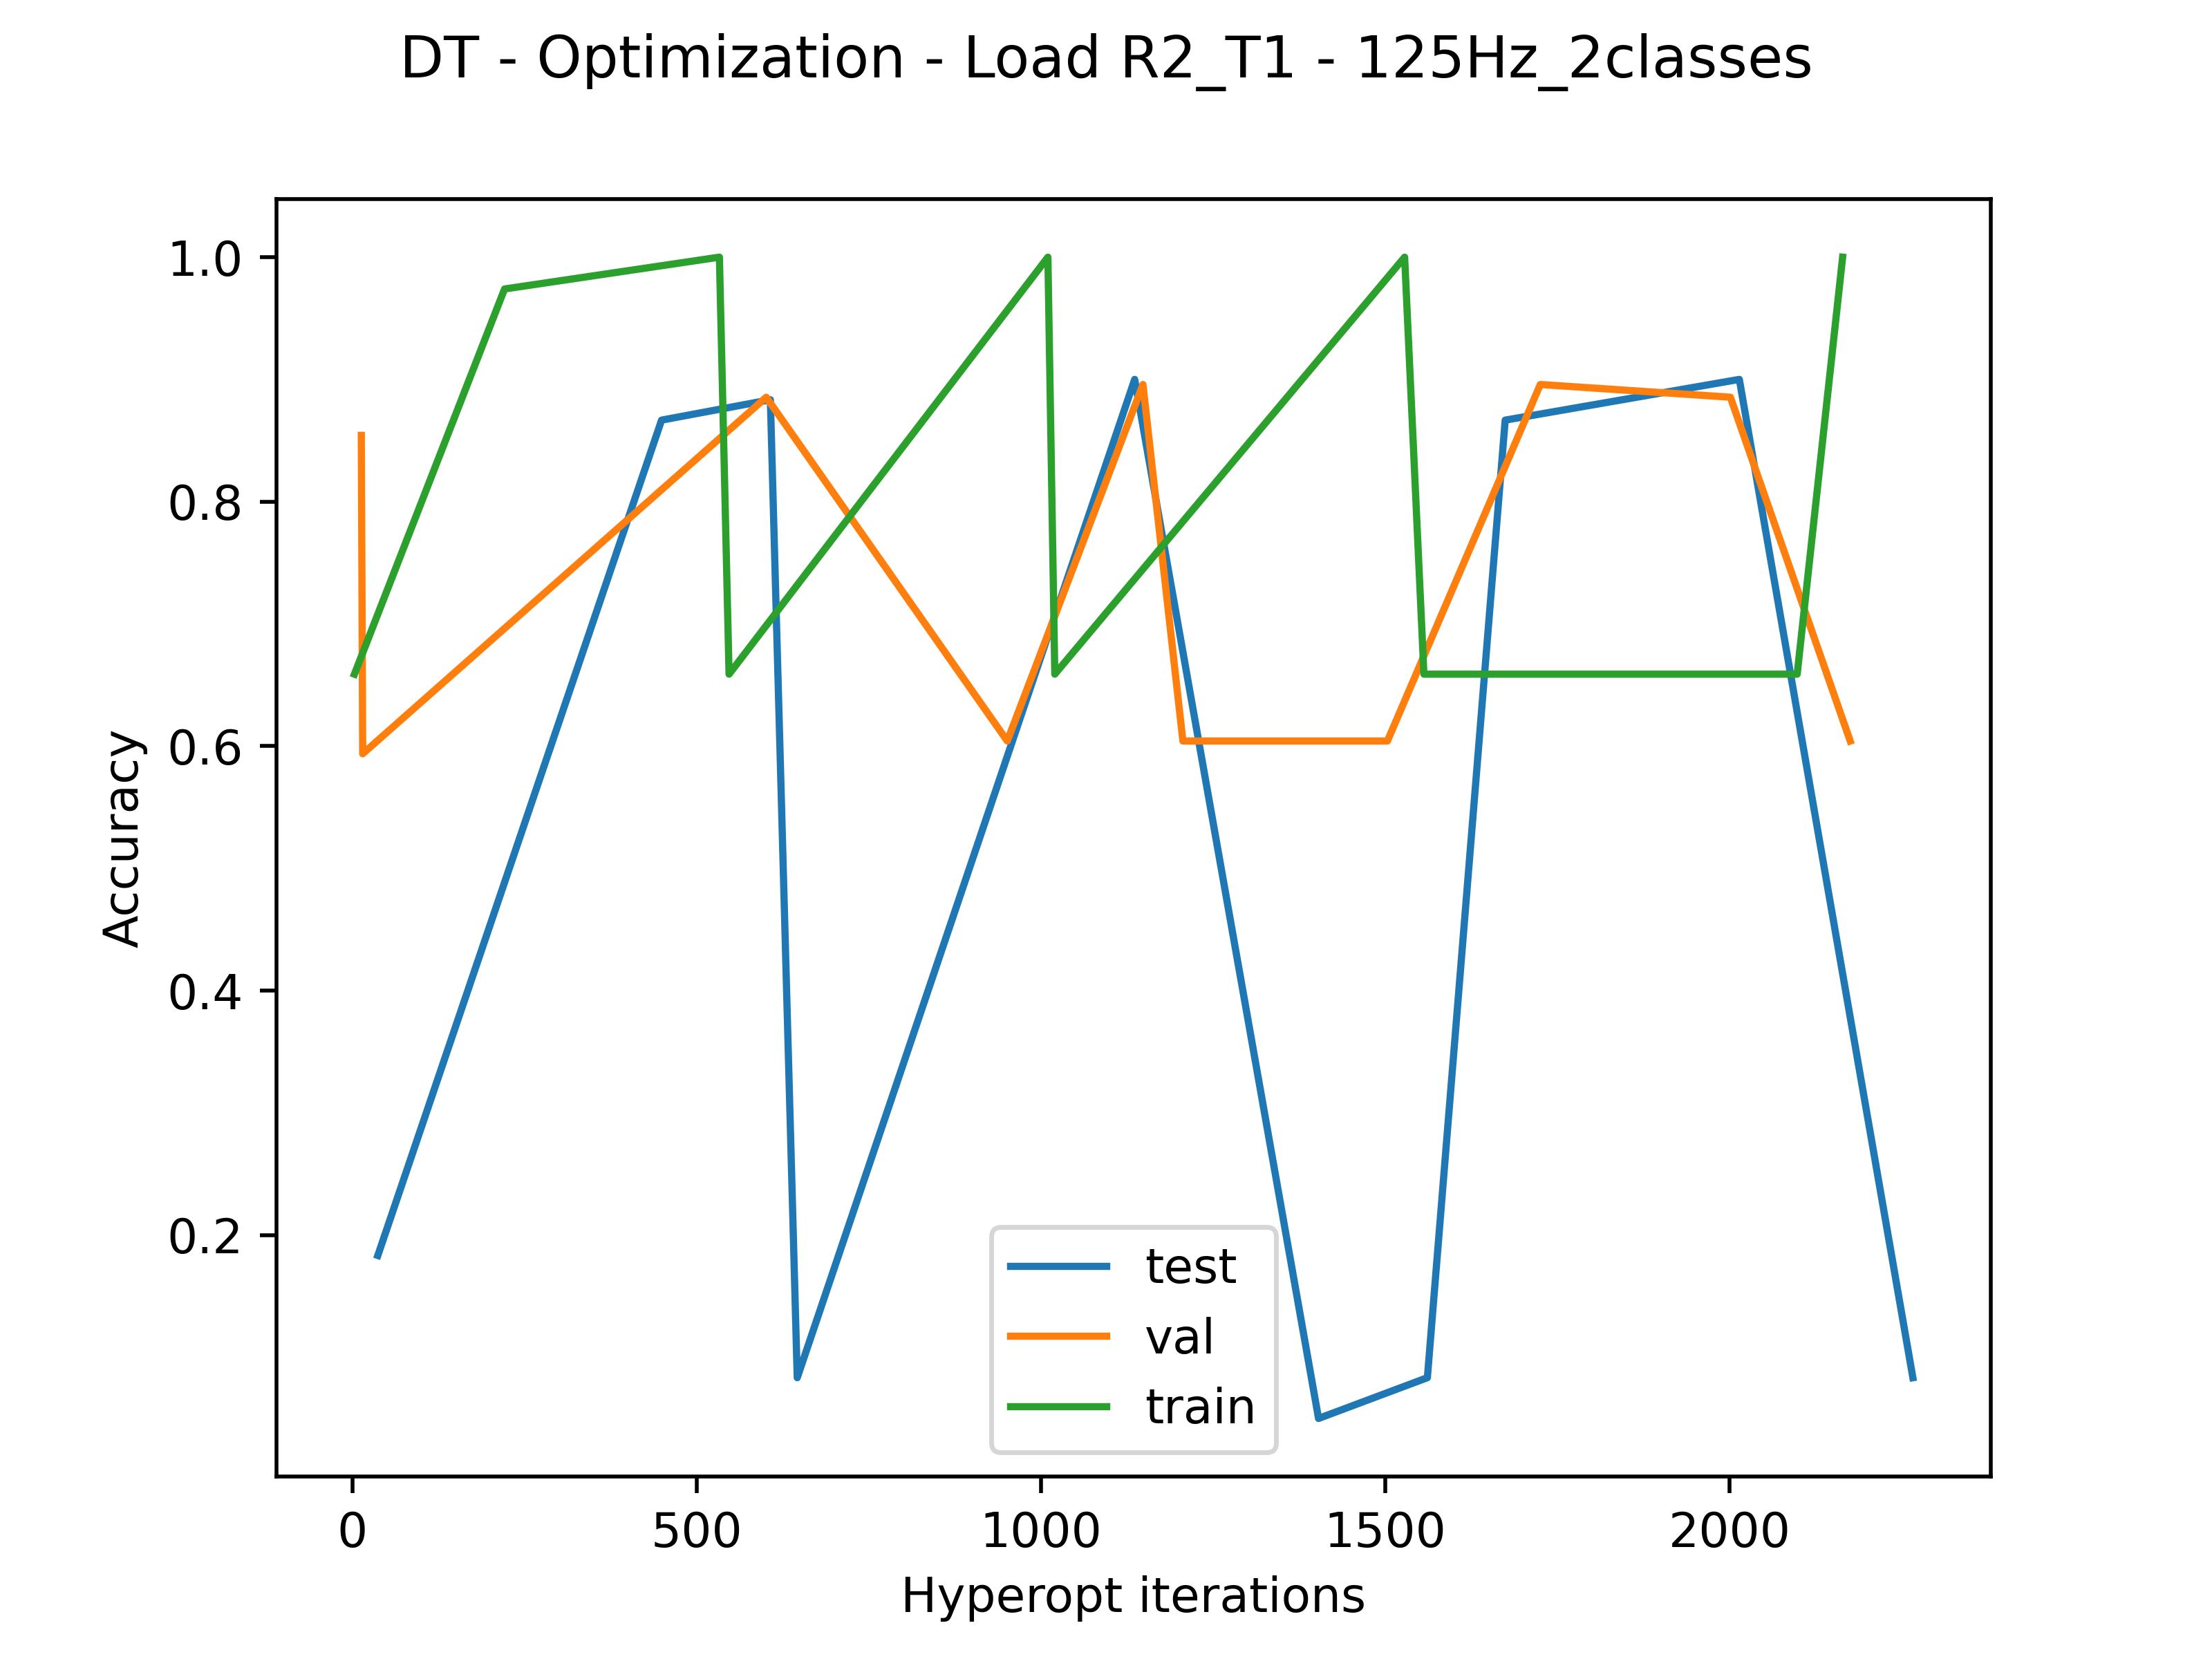 DT - Optimization - Load R2_T1 - 125Hz_2classes
1.0
0.8
0.6
0.4
0.2
Accuracy
test
val
train
0 500 1000 1500 2000
Hyperopt iterations